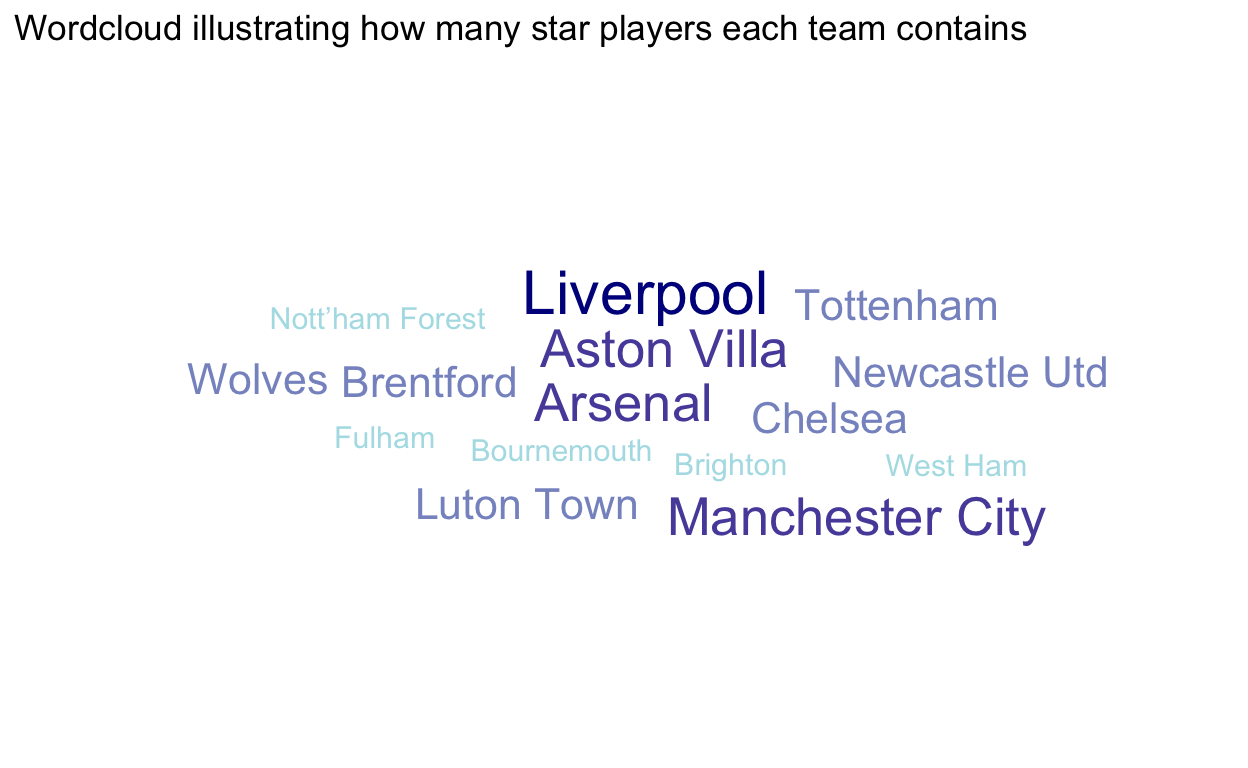 Wordcloud illustrating how many star players each team contains
Liverpool
Tottenham
Nott’ham Forest
Aston Villa
Newcastle Utd
Wolves
Brentford
Arsenal
Chelsea
Fulham
Bournemouth
Brighton
West Ham
Luton Town
Manchester City